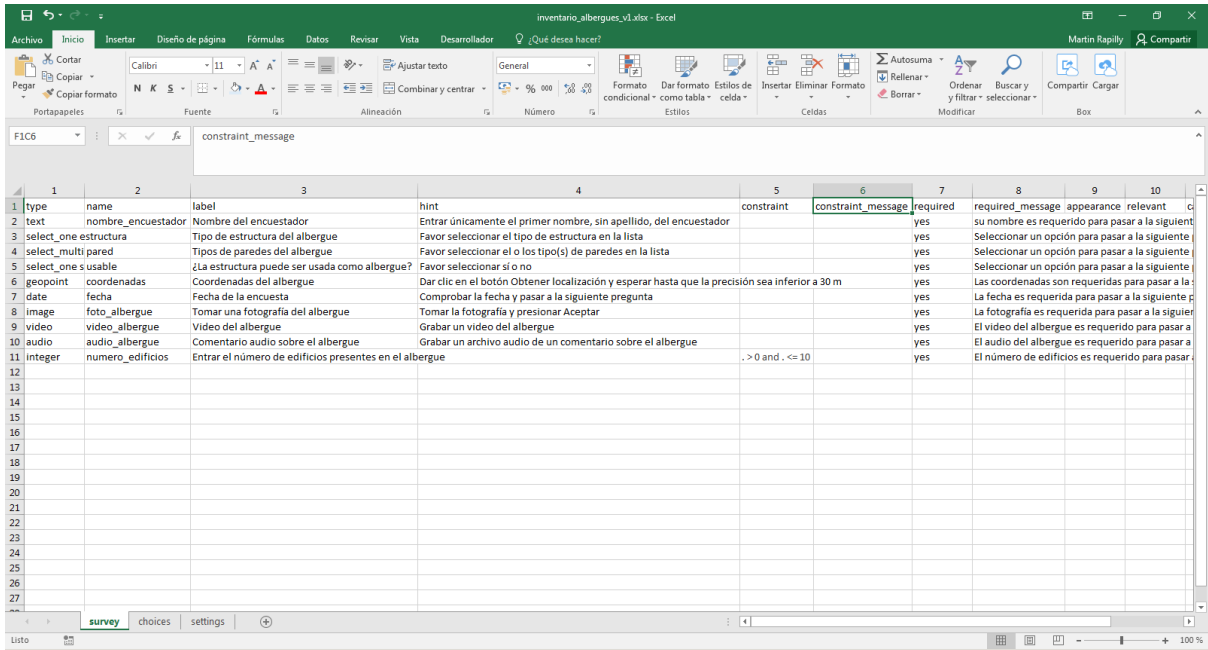 inventario_albergues_v1.xlsx - Excel
Archivo Inicio Insertar Diseño de página Fórmulas Datos Revisar Vista Desarrollador ¿Qué desea hacer? Martin Rapilly Compartir
Pegar Cortar Copiar Copiar formato Portapapeles
Calibri 11 A A N K S A Fuente
Ajustar texto Combinar y centrar Alineación
General % 000 Número
Formato condicional Dar formato como tabla Estilos de celda Estilos
Insertar Eliminar Formato Celdas
Autosuma Rellenar Borrar Ordenar y filtrar Buscar y seleccionar Modificar
Compartir Cargar Box
F1C6 fx constraint_message
1 2 3 4 5 6 7 8 9 10
1 type name label hint constraint constraint_message required required_message appearance relevant ca
2 text nombre_encuestador Nombre del encuestador Entrar únicamente el primer nombre, sin apellido, del encuestador yes su nombre es requerido para pasar a la siguient
3 select_one estructura Tipo de estructura del albergue Favor seleccionar el tipo de estructura en la lista yes Seleccionar un opción para pasar a la siguiente
4 select_multi pared Tipos de paredes del albergue Favor seleccionar el o los tipo(s) de paredes en la lista yes Seleccionar un opción para pasar a la siguiente
5 select_one s usable ¿La estructura puede ser usada como albergue? Favor seleccionar sí o no yes Seleccionar un opción para pasar a la siguiente
6 geopoint coordenadas Coordenadas del albergue Dar clic en el botón Obtener localización y esperar hasta que la precisión sea inferior a 30 m yes Las coordenadas son requeridas para pasar a la
7 date fecha Fecha de la encuesta Comprobar la fecha y pasar a la siguiente pregunta yes La fecha es requerida para pasar a la siguiente p
8 image foto_albergue Tomar una fotografía del albergue Tomar la fotografía y presionar Aceptar yes La fotografía es requerida para pasar a la siguier
9 video video_albergue Video del albergue Grabar un video del albergue yes El video del albergue es requerido para pasar a
10 audio audio_albergue Comentario audio sobre el albergue Grabar un archivo audio de un comentario sobre el albergue yes El audio del albergue es requerido para pasar a
11 integer numero_edificios Entrar el número de edificios presentes en el albergue . > 0 and . <= 10 yes El número de edificios es requerido para pasar
12
13
14
15
16
17
18
19
20
21
22
23
24
25
26
27
survey choices settings
Listo 100 %